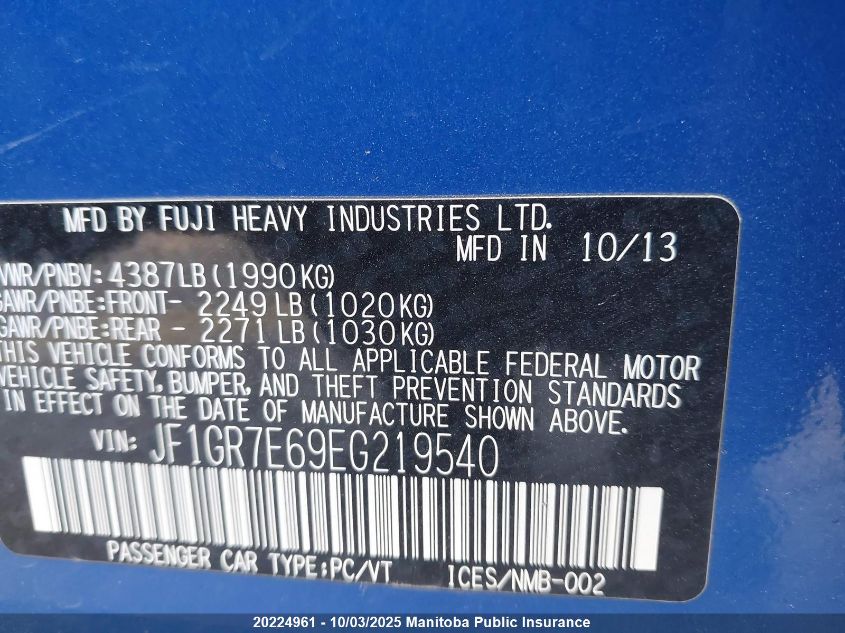 MFD BY FUJI HEAVY INDUSTRIES LTD.
MFD IN 10/13
VWR/PNBV: 4387LB (1990KG)
GAWR/PNBE:FRONT- 2249 LB (1020KG)
GAWR/PNBE:REAR - 2271 LB (1030KG)
THIS VEHICLE CONFORMS TO ALL APPLICABLE FEDERAL MOTOR
VEHICLE SAFETY, BUMPER, AND THEFT PREVENTION STANDARDS
IN EFFECT ON THE DATE OF MANUFACTURE SHOWN ABOVE.
VIN: JF1GR7E69EG219540
PASSENGER CAR TYPE:PC/VT ICES/NMB-002
20224961 - 10/03/2025 Manitoba Public Insurance